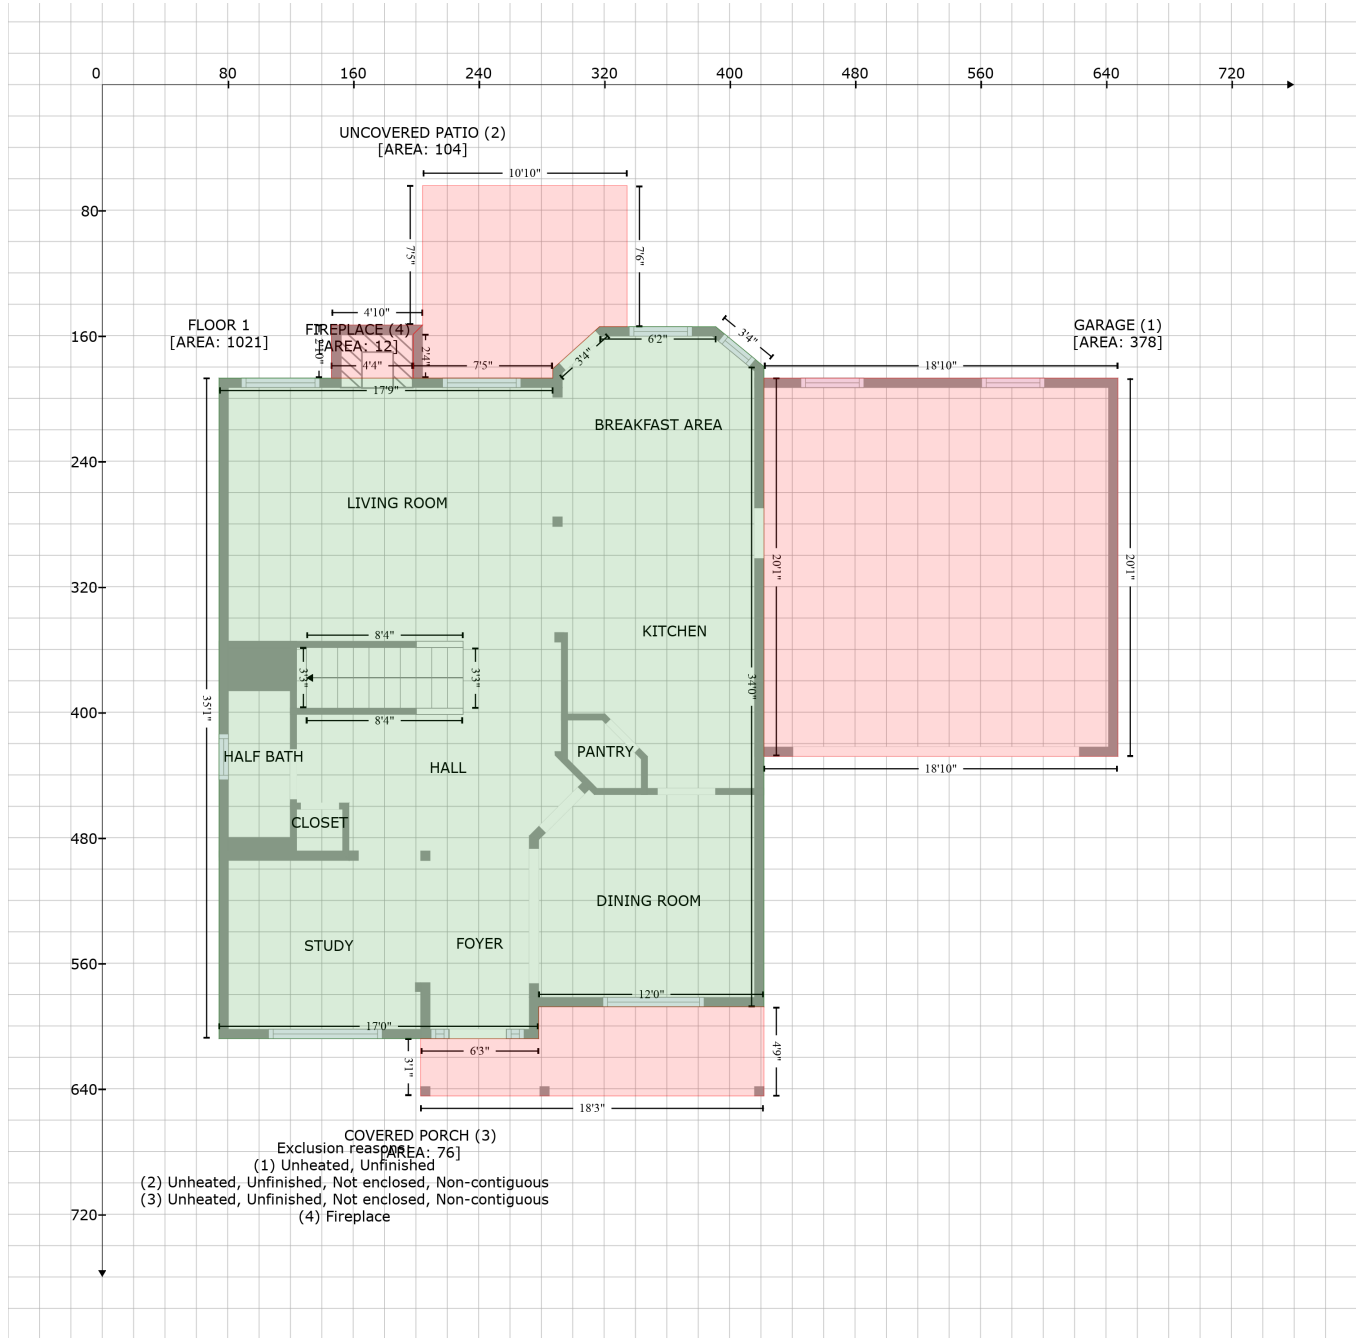 0 80 160 240 320 400 480 560 640 720
UNCOVERED PATIO (2)
[AREA: 104]
10'10"
80
7'5"
7'6"
4'10"
3'4"
160
FLOOR 1
[AREA: 1021]
FIREPLACE (4)
[AREA: 12]
GARAGE (1)
[AREA: 378]
2'4"
6'2"
3'4"
4'4"
7'5"
18'10"
17'9"
BREAKFAST AREA
240
LIVING ROOM
320
20'1"
20'1"
KITCHEN
8'4"
3'3"
3'3"
34'0"
35'1"
400
8'4"
HALF BATH
HALL
PANTRY
18'10"
CLOSET
480
DINING ROOM
STUDY
FOYER
560
12'0"
17'0"
6'3"
3'1"
4'9"
640
18'3"
COVERED PORCH (3)
[AREA: 76]
Exclusion reasons:
(1) Unheated, Unfinished
(2) Unheated, Unfinished, Not enclosed, Non-contiguous
(3) Unheated, Unfinished, Not enclosed, Non-contiguous
(4) Fireplace
720